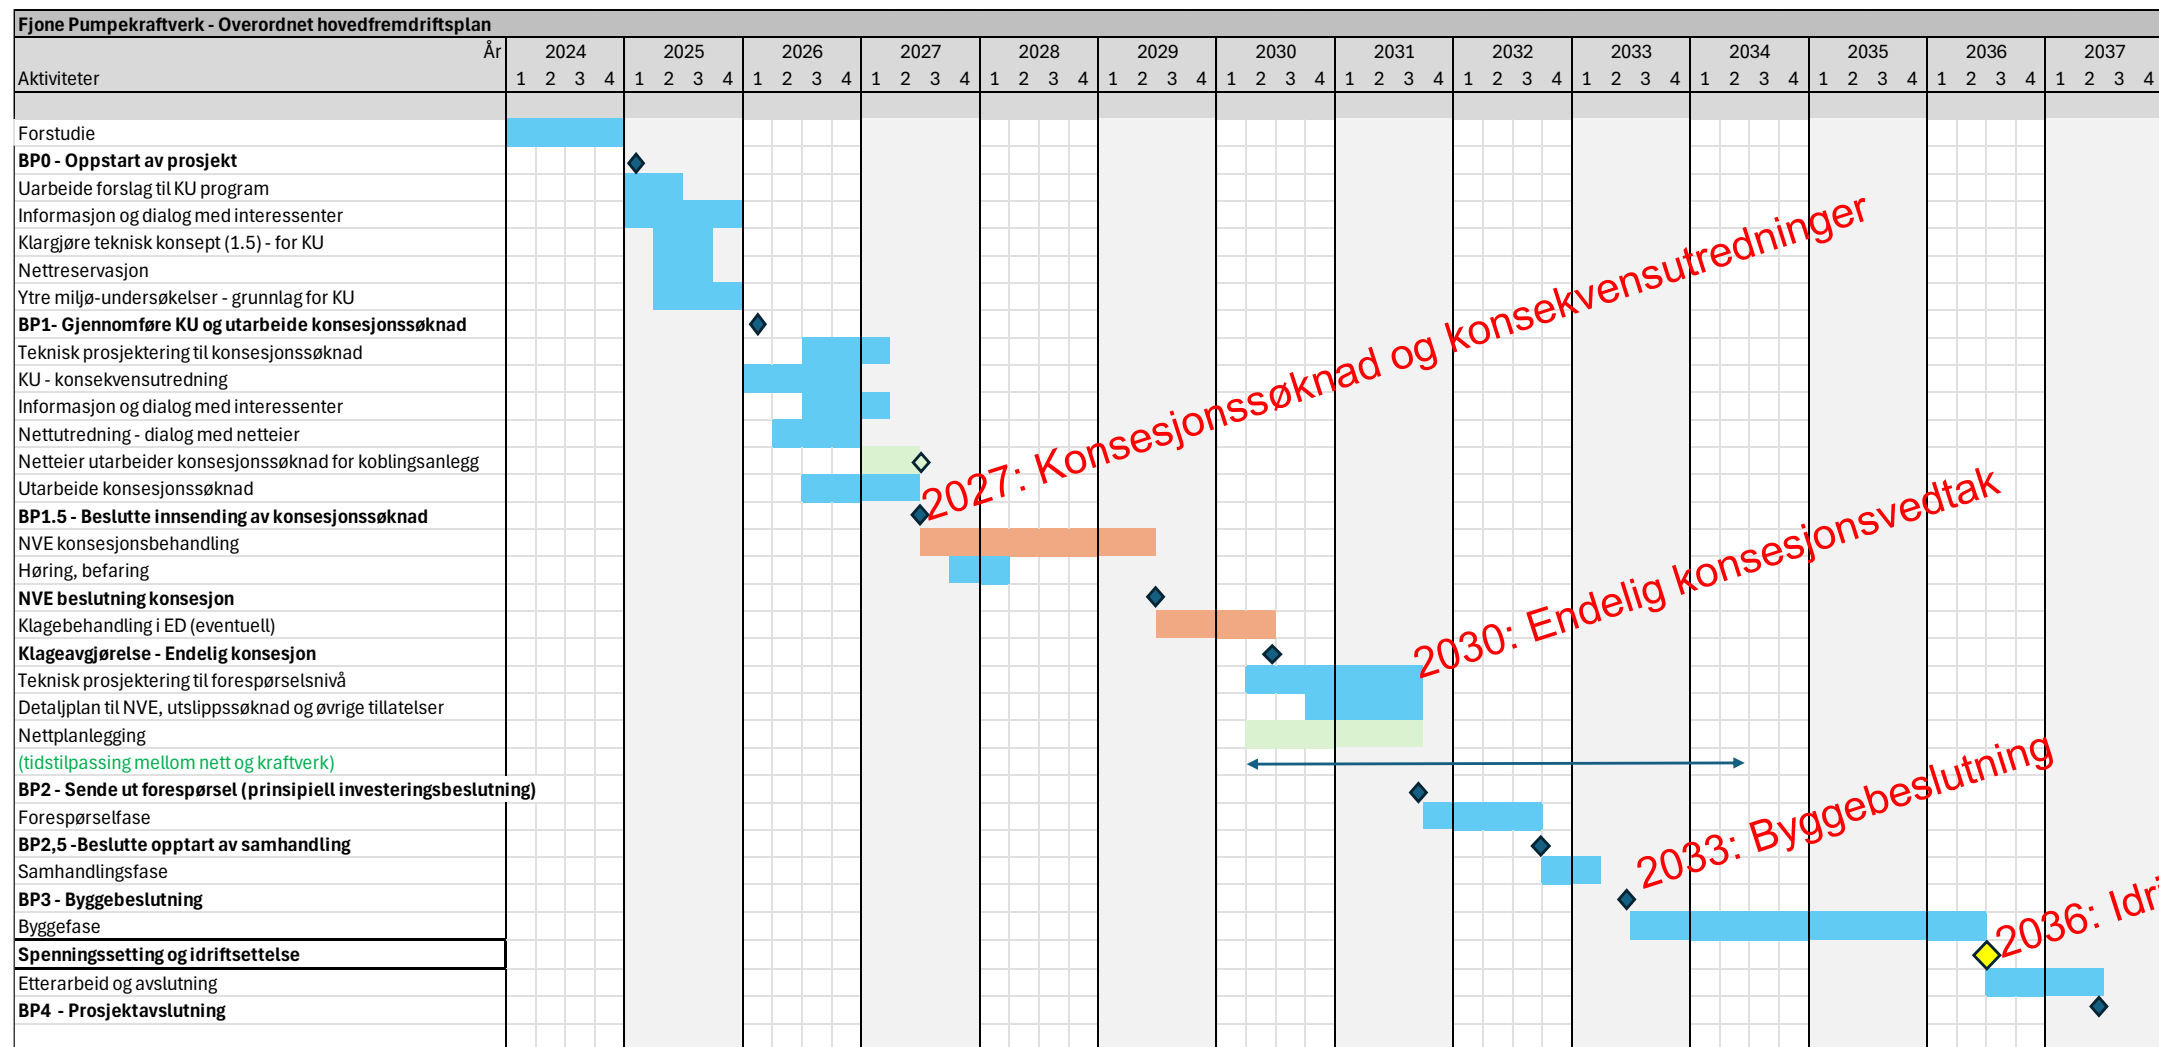 Fjone Pumpekraftverk - Overordnet hovedfremdriftsplan
År 2024 2025 2026 2027 2028 2029 2030 2031 2032 2033 2034 2035 2036 2037
Aktiviteter 1 2 3 4 1 2 3 4 1 2 3 4 1 2 3 4 1 2 3 4 1 2 3 4 1 2 3 4 1 2 3 4 1 2 3 4 1 2 3 4 1 2 3 4 1 2 3 4 1 2 3 4 1 2 3 4
Forstudie
BP0 - Oppstart av prosjekt
Uarbeide forslag til KU program
Informasjon og dialog med interessenter
Klargjøre teknisk konsept (1.5) - for KU
Nettreservasjon
Ytre miljø-undersøkelser - grunnlag for KU
BP1- Gjennomføre KU og utarbeide konsesjonssøknad
Teknisk prosjektering til konsesjonssøknad
KU - konsekvensutredning
Informasjon og dialog med interessenter
Nettutredning - dialog med netteier
Netteier utarbeider konsesjonssøknad for koblingsanlegg
Utarbeide konsesjonssøknad
2027: Konsesjonssøknad og konsekvensutredninger
BP1.5 - Beslutte innsending av konsesjonssøknad
NVE konsesjonsbehandling
Høring, befaring
NVE beslutning konsesjon
Klagebehandling i ED (eventuell)
Klageavgjørelse - Endelig konsesjon
2030: Endelig konsesjonsvedtak
Teknisk prosjektering til forespørselsnivå
Detaljplan til NVE, utslippssøknad og øvrige tillatelser
Nettplanlegging
(tidstilpassing mellom nett og kraftverk)
BP2 - Sende ut forespørsel (prinsipiell investeringsbeslutning)
Forespørselfase
BP2,5 -Beslutte opptart av samhandling
Samhandlingsfase
2033: Byggebeslutning
BP3 - Byggebeslutning
Byggefase
2036:
Spenningssetting og idriftsettelse
Etterarbeid og avslutning
BP4 - Prosjektavslutning